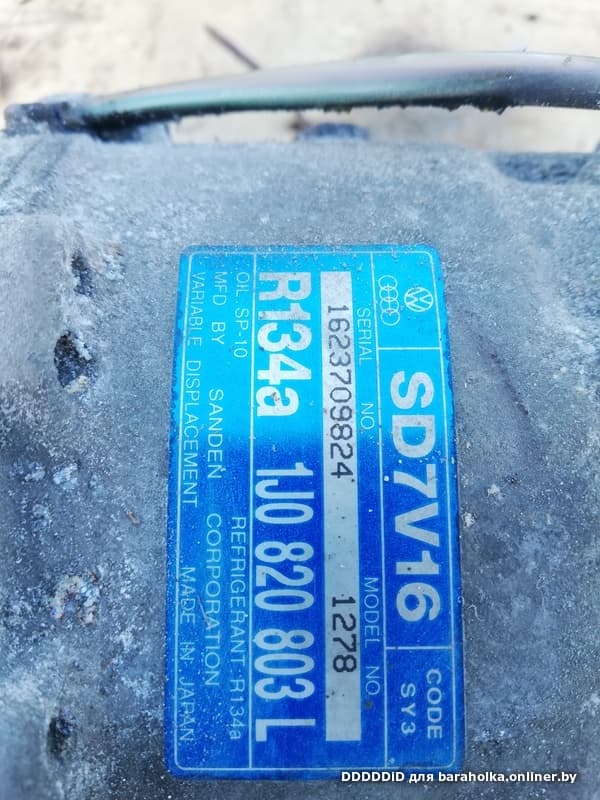 SD7V16
CODE
SY3
SERIAL NO.
MODEL NO.
1623709824 1278
R134a 1J0 820 803 L
OIL SP-10
REFRIGERANT R134a
MFD BY SANDEN CORPORATION
VARIABLE DISPLACEMENT
MADE IN JAPAN
DDDDDiD для baraholka.onliner.by